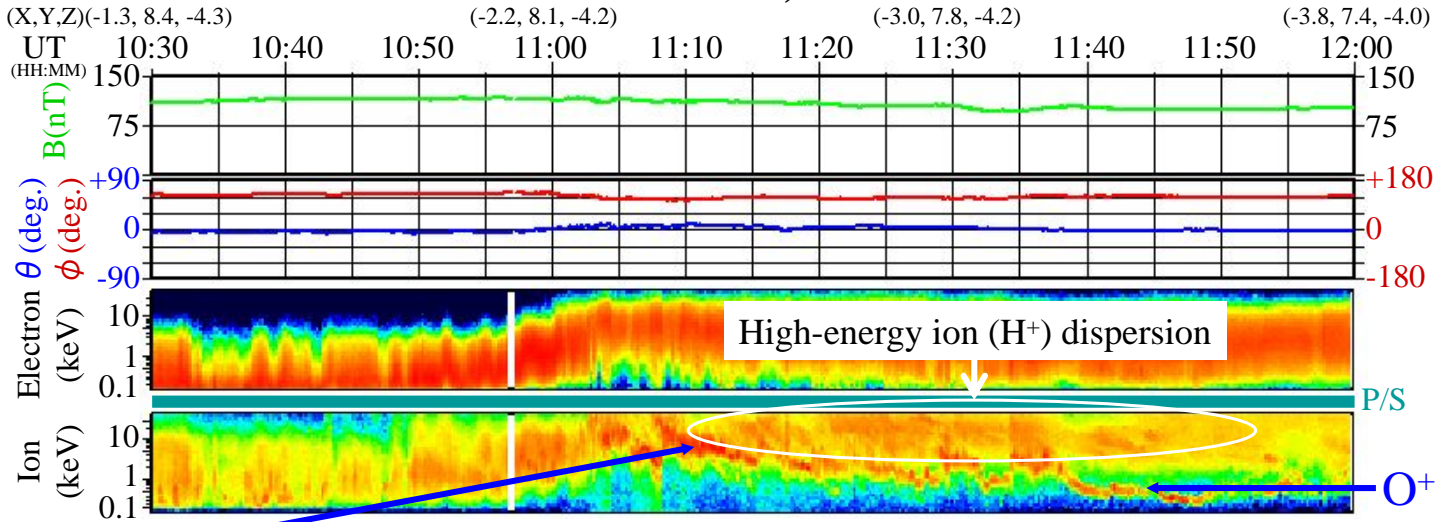 (X,Y,Z)(-1.3, 8.4, -4.3) (-2.2, 8.1, -4.2) (-3.0, 7.8, -4.2) (-3.8, 7.4, -4.0)
UT 10:30 10:40 10:50 11:00 11:10 11:20 11:30 11:40 11:50 12:00
(HH:MM)
150 150
B(nT)
75 75
+90 +180
θ (deg.)
ϕ (deg.)
0 0
-90 -180
Electron
(keV)
10
1
0.1
High-energy ion (H⁺) dispersion
P/S
Ion
(keV)
10
1
0.1
O⁺